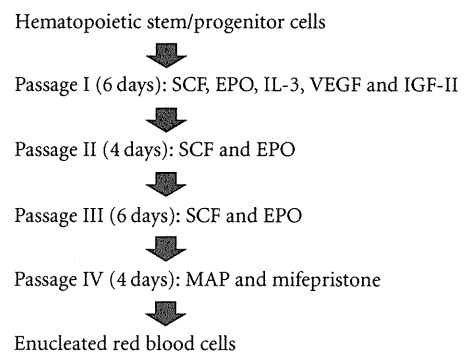 Hematopoietic stem/progenitor cells
Passage I (6 days): SCF, EPO, IL-3, VEGF and IGF-II
Passage II (4 days): SCF and EPO
Passage III (6 days): SCF and EPO
Passage IV (4 days): MAP and mifepristone
Enucleated red blood cells